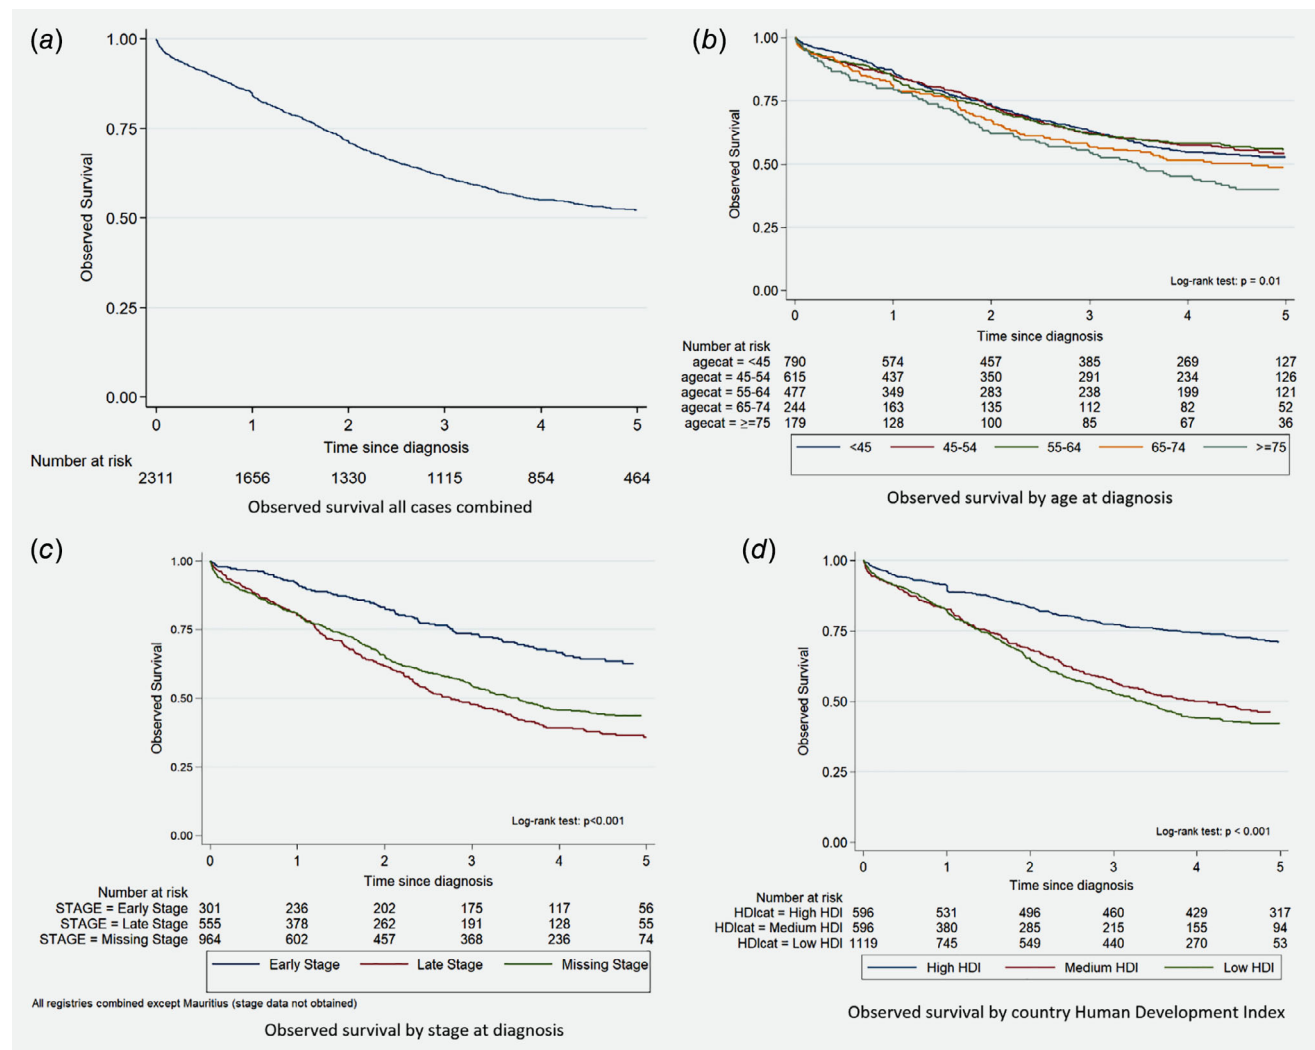 (a)
1.00
0.75
0.50
0.25
0.00
Observed Survival
0 1 2 3 4 5
Time since diagnosis
Number at risk
2311 1656 1330 1115 854 464
Observed survival all cases combined
(b)
1.00
0.75
0.50
0.25
0.00
Observed Survival
Log-rank test: p = 0.01
0 1 2 3 4 5
Time since diagnosis
Number at risk
agecat = <45 790 574 457 385 269 127
agecat = 45-54 615 437 350 291 234 126
agecat = 55-64 477 349 283 238 199 121
agecat = 65-74 244 163 135 112 82 52
agecat = >=75 179 128 100 85 67 36
<45 45-54 55-64 65-74 >=75
Observed survival by age at diagnosis
(c)
1.00
0.75
0.50
0.25
0.00
Observed Survival
Log-rank test: p<0.001
0 1 2 3 4 5
Time since diagnosis
Number at risk
STAGE = Early Stage 301 236 202 175 117 56
STAGE = Late Stage 555 378 262 191 128 55
STAGE = Missing Stage 964 602 457 368 236 74
Early Stage Late Stage Missing Stage
All registries combined except Mauritius (stage data not obtained)
Observed survival by stage at diagnosis
(d)
1.00
0.75
0.50
0.25
0.00
Observed Survival
Log-rank test: p < 0.001
0 1 2 3 4 5
Time since diagnosis
Number at risk
HDIcat = High HDI 596 531 496 460 429 317
HDIcat = Medium HDI 596 380 285 215 155 94
HDIcat = Low HDI 1119 745 549 440 270 53
High HDI Medium HDI Low HDI
Observed survival by country Human Development Index